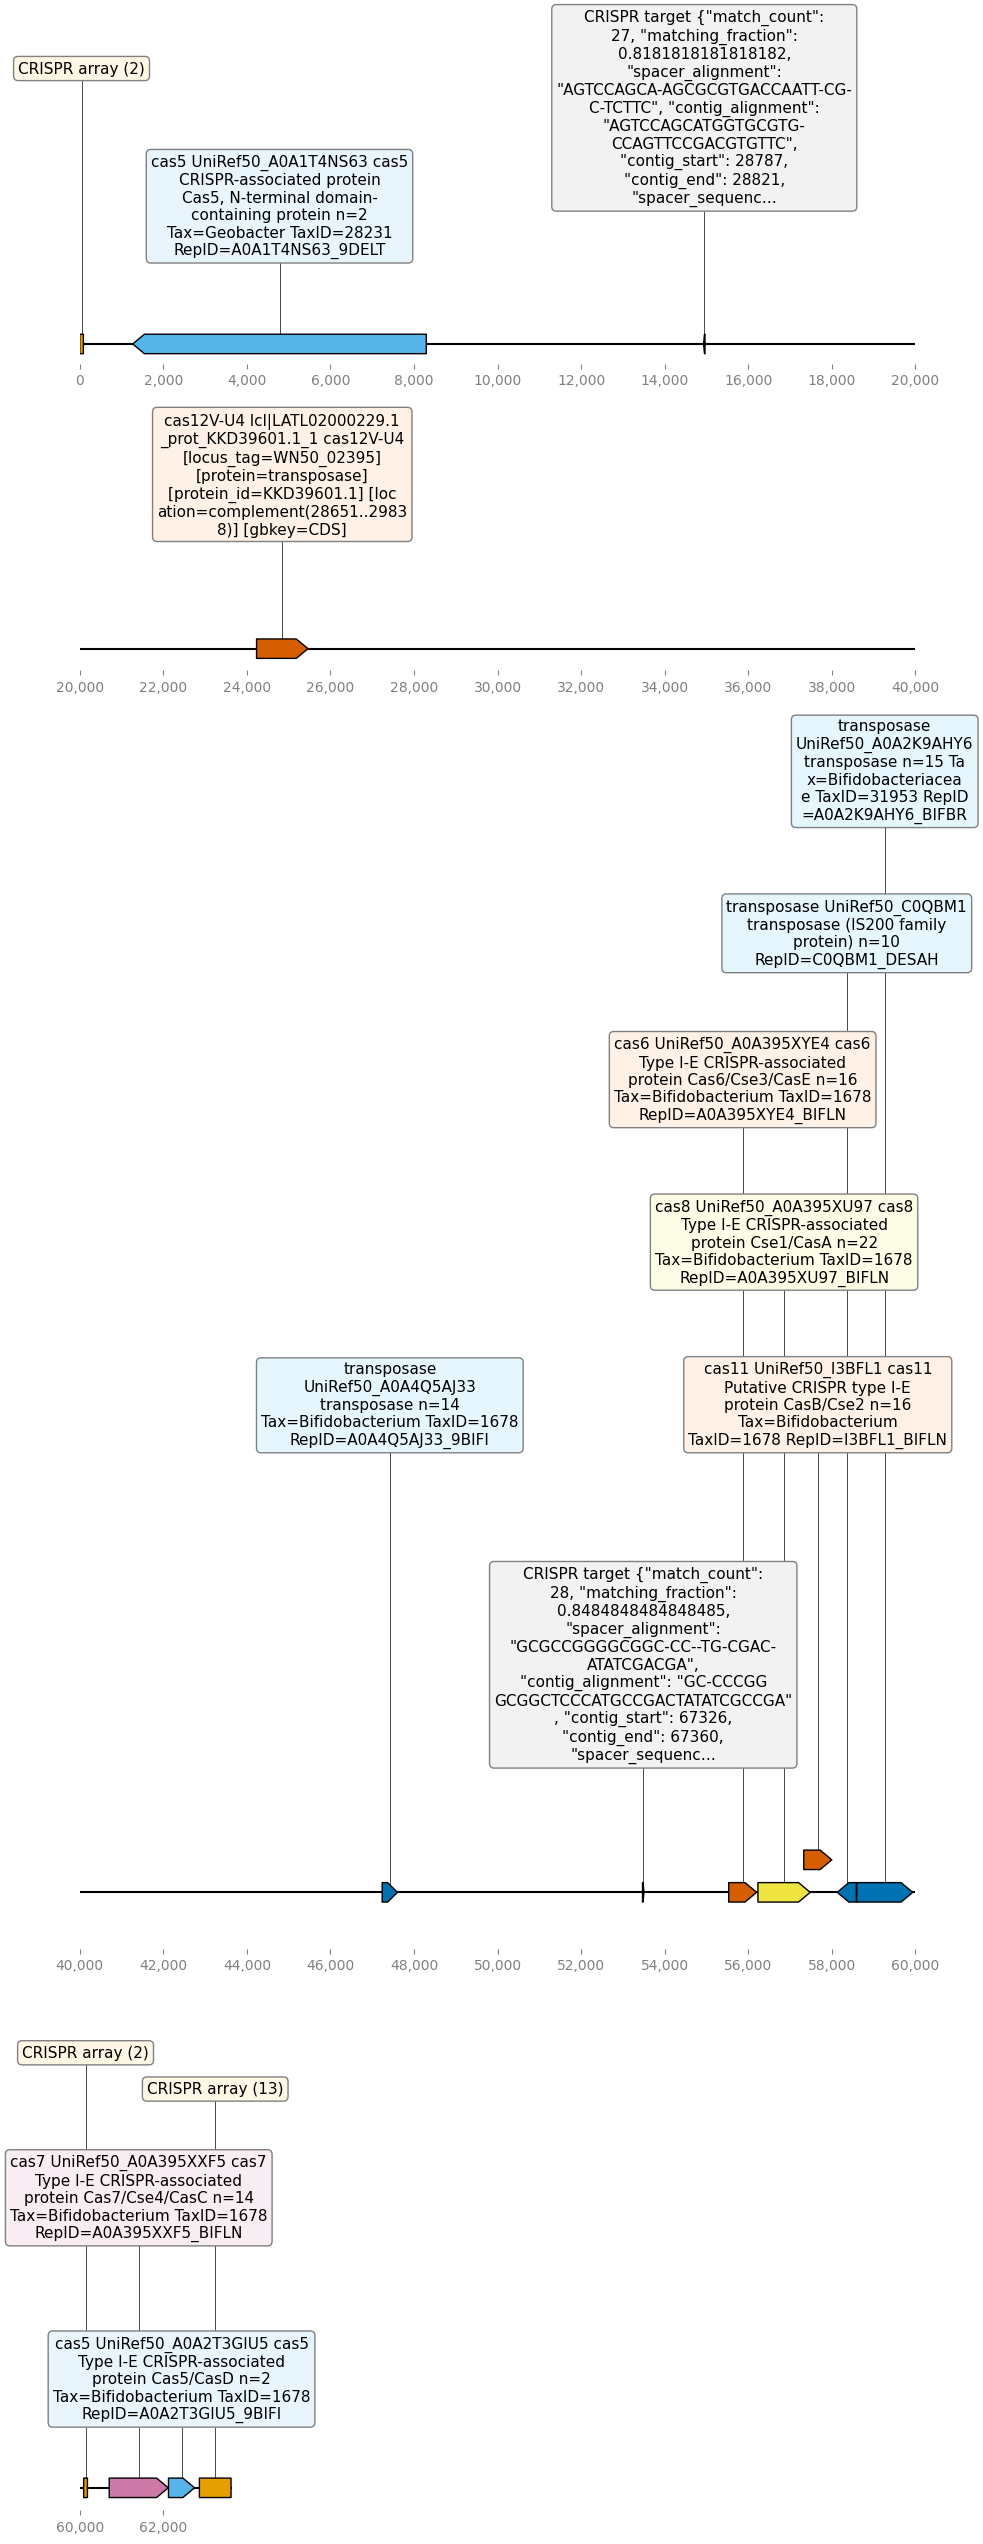 CRISPR target {"match_count":
27, "matching_fraction":
0.8181818181818182,
"spacer_alignment":
"AGTCCAGCA-AGCGCGTGACCAATT-CG-
C-TCTTC", "contig_alignment":
"AGTCCAGCATGGTGCGTG-
CCAGTTCCGACGTGTTC",
"contig_start": 28787,
"contig_end": 28821,
"spacer_sequenc...
CRISPR array (2)
cas5 UniRef50_A0A1T4NS63 cas5
CRISPR-associated protein
Cas5, N-terminal domain-
containing protein n=2
Tax=Geobacter TaxID=28231
RepID=A0A1T4NS63_9DELT
0 2,000 4,000 6,000 8,000 10,000 12,000 14,000 16,000 18,000 20,000
cas12V-U4 lcl|LATL02000229.1
_prot_KKD39601.1_1 cas12V-U4
[locus_tag=WN50_02395]
[protein=transposase]
[protein_id=KKD39601.1] [loc
ation=complement(28651..2983
8)] [gbkey=CDS]
20,000 22,000 24,000 26,000 28,000 30,000 32,000 34,000 36,000 38,000 40,000
transposase
UniRef50_A0A2K9AHY6
transposase n=15 Ta
x=Bifidobacteriacea
e TaxID=31953 RepID
=A0A2K9AHY6_BIFBR
transposase UniRef50_C0QBM1
transposase (IS200 family
protein) n=10
RepID=C0QBM1_DESAH
cas6 UniRef50_A0A395XYE4 cas6
Type I-E CRISPR-associated
protein Cas6/Cse3/CasE n=16
Tax=Bifidobacterium TaxID=1678
RepID=A0A395XYE4_BIFLN
cas8 UniRef50_A0A395XU97 cas8
Type I-E CRISPR-associated
protein Cse1/CasA n=22
Tax=Bifidobacterium TaxID=1678
RepID=A0A395XU97_BIFLN
transposase
UniRef50_A0A4Q5AJ33
transposase n=14
Tax=Bifidobacterium TaxID=1678
RepID=A0A4Q5AJ33_9BIFI
cas11 UniRef50_I3BFL1 cas11
Putative CRISPR type I-E
protein CasB/Cse2 n=16
Tax=Bifidobacterium
TaxID=1678 RepID=I3BFL1_BIFLN
CRISPR target {"match_count":
28, "matching_fraction":
0.8484848484848485,
"spacer_alignment":
"GCGCCGGGGCGGC-CC--TG-CGAC-
ATATCGACGA",
"contig_alignment": "GC-CCCGG
GCGGCTCCCATGCCGACTATATCGCCGA"
, "contig_start": 67326,
"contig_end": 67360,
"spacer_sequenc...
40,000 42,000 44,000 46,000 48,000 50,000 52,000 54,000 56,000 58,000 60,000
CRISPR array (2)
CRISPR array (13)
cas7 UniRef50_A0A395XXF5 cas7
Type I-E CRISPR-associated
protein Cas7/Cse4/CasC n=14
Tax=Bifidobacterium TaxID=1678
RepID=A0A395XXF5_BIFLN
cas5 UniRef50_A0A2T3GIU5 cas5
Type I-E CRISPR-associated
protein Cas5/CasD n=2
Tax=Bifidobacterium TaxID=1678
RepID=A0A2T3GIU5_9BIFI
60,000 62,000